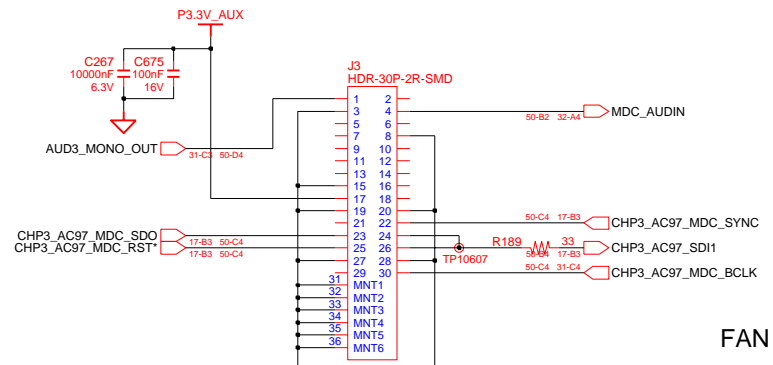 P3.3V_AUX
C267
10000nF
6.3V
C675
100nF
16V
J3
HDR-30P-2R-SMD
1 2
3 4
5 6
7 8
9 10
11 12
13 14
15 16
17 18
19 20
21 22
23 24
25 26
27 28
29 30
31 MNT1
32 MNT2
33 MNT3
34 MNT4
35 MNT5
36 MNT6
AUD3_MONO_OUT
31-C3 50-D4
CHP3_AC97_MDC_SDO
17-B3 50-C4
CHP3_AC97_MDC_RST*
17-B3 50-C4
50-B2 32-A4
MDC_AUDIN
50-C4 17-B3
CHP3_AC97_MDC_SYNC
R189 33
TP10607
50-B4 17-B3
CHP3_AC97_SDI1
50-C4 31-C4
CHP3_AC97_MDC_BCLK
FAN